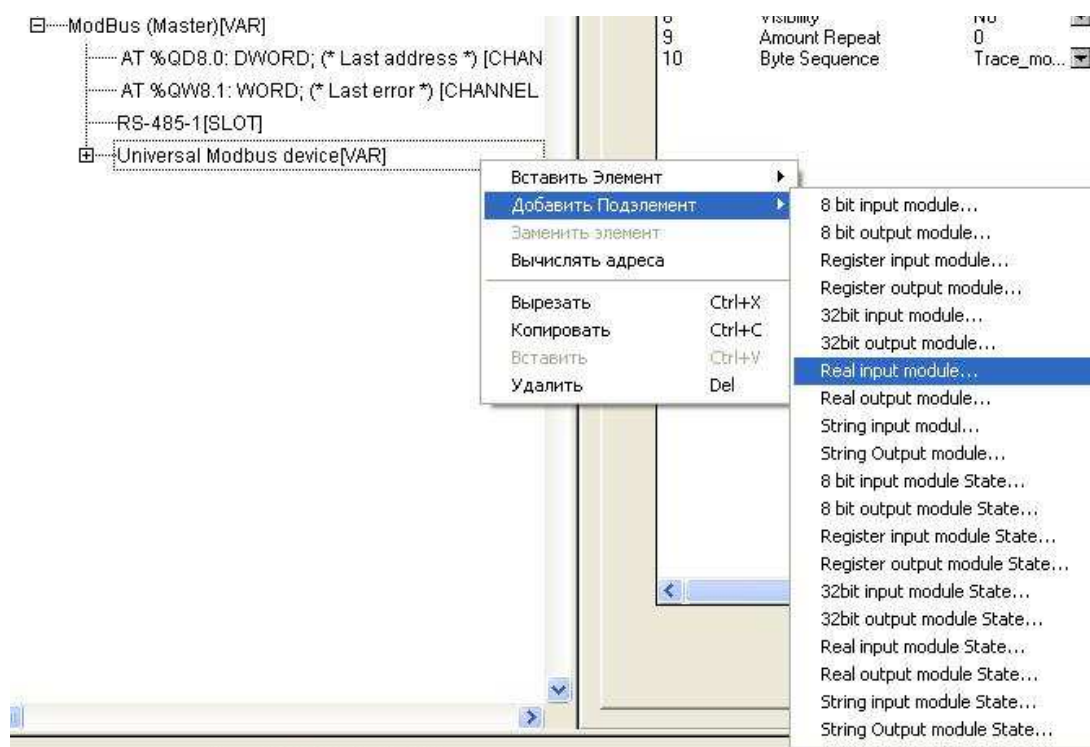 ModBus (Master)[VAR]
AT %QD8.0: DWORD; (* Last address *) [CHAN
AT %QW8.1: WORD; (* Last error *) [CHANNEL
RS-485-1[SLOT]
Universal Modbus device[VAR]
8 Visibility No
9 Amount Repeat 0
10 Byte Sequence Trace_mo...
Вставить Элемент
Добавить Подэлемент
Заменить элемент
Вычислять адреса
Вырезать Ctrl+X
Копировать Ctrl+C
Вставить Ctrl+V
Удалить Del
8 bit input module...
8 bit output module...
Register input module...
Register output module...
32bit input module...
32bit output module...
Real input module...
Real output module...
String input modul...
String Output module...
8 bit input module State...
8 bit output module State...
Register input module State...
Register output module State...
32bit input module State...
32bit output module State...
Real input module State...
Real output module State...
String input module State...
String Output module State...